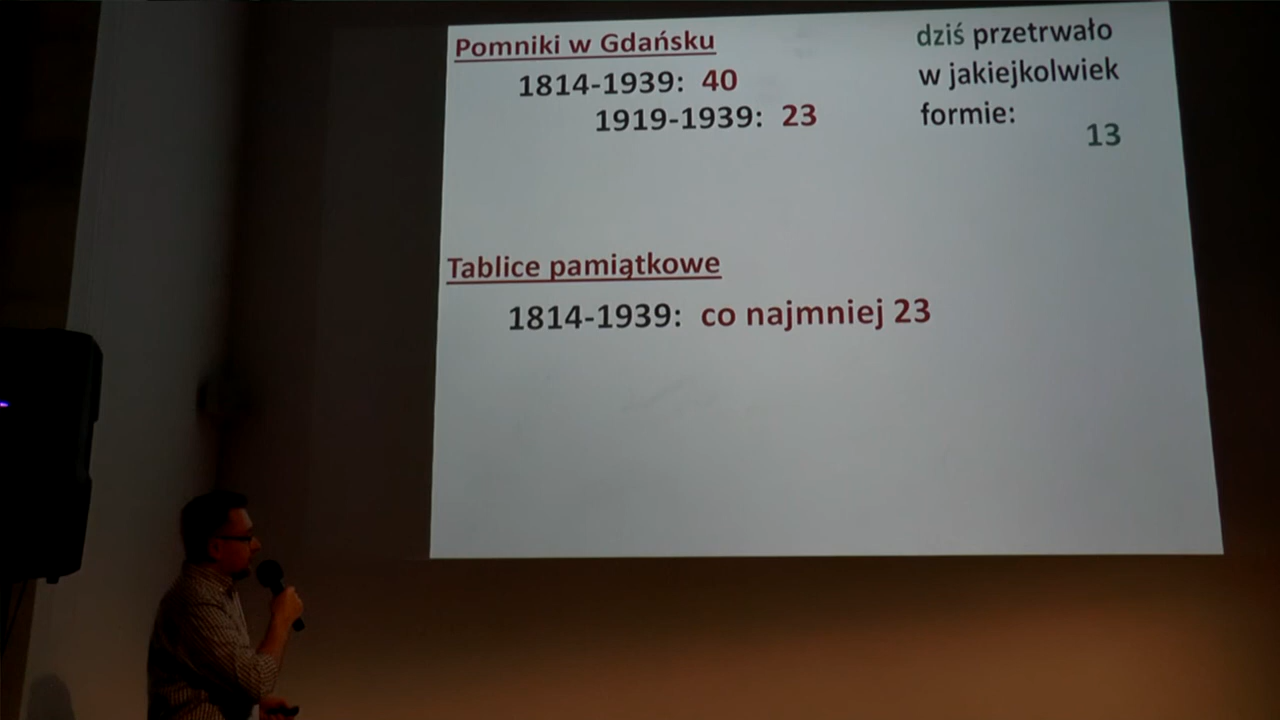 Pomniki w Gdańsku
1814-1939: 40
1919-1939: 23
dziś przetrwało
w jakiejkolwiek
formie:
13
Tablice pamiątkowe
1814-1939: co najmniej 23